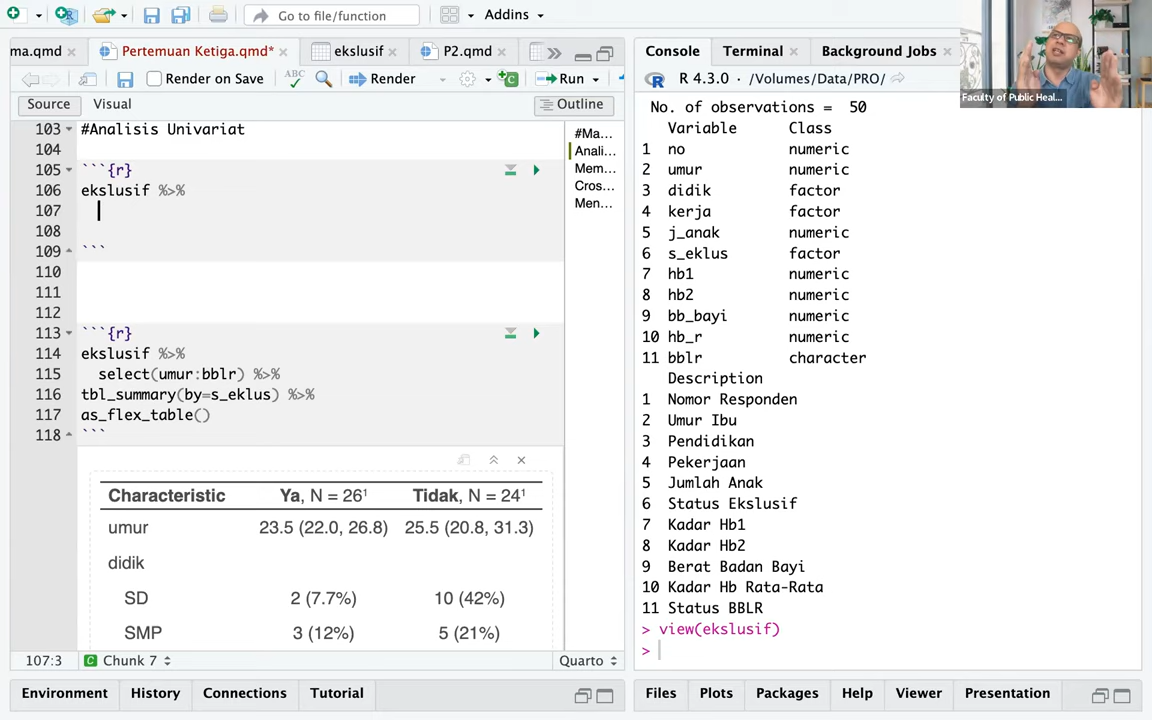 Go to file/function
Addins
ma.qmd
Pertemuan Ketiga.qmd*
ekslusif
P2.qmd
Render on Save
ABC
Render
Run
Source
Visual
Outline
103 #Analisis Univariat
104
105 ```{r}
106 ekslusif %>%
107
108
109 ```
110
111
112
113 ```{r}
114 ekslusif %>%
115 select(umur:bblr) %>%
116 tbl_summary(by=s_eklus) %>%
117 as_flex_table()
118 ```
#Ma...
Anali...
Mem...
Cros...
Men...
Characteristic Ya, N = 26¹ Tidak, N = 24¹
umur 23.5 (22.0, 26.8) 25.5 (20.8, 31.3)
didik
SD 2 (7.7%) 10 (42%)
SMP 3 (12%) 5 (21%)
107:3 Chunk 7 Quarto
Environment History Connections Tutorial
Console Terminal Background Jobs
R 4.3.0 · /Volumes/Data/PRO/
No. of observations = 50
Variable Class
1 no numeric
2 umur numeric
3 didik factor
4 kerja factor
5 j_anak numeric
6 s_eklus factor
7 hb1 numeric
8 hb2 numeric
9 bb_bayi numeric
10 hb_r numeric
11 bblr character
Description
1 Nomor Responden
2 Umur Ibu
3 Pendidikan
4 Pekerjaan
5 Jumlah Anak
6 Status Ekslusif
7 Kadar Hb1
8 Kadar Hb2
9 Berat Badan Bayi
10 Kadar Hb Rata-Rata
11 Status BBLR
> view(ekslusif)
>
Files Plots Packages Help Viewer Presentation
Faculty of Public Heal...